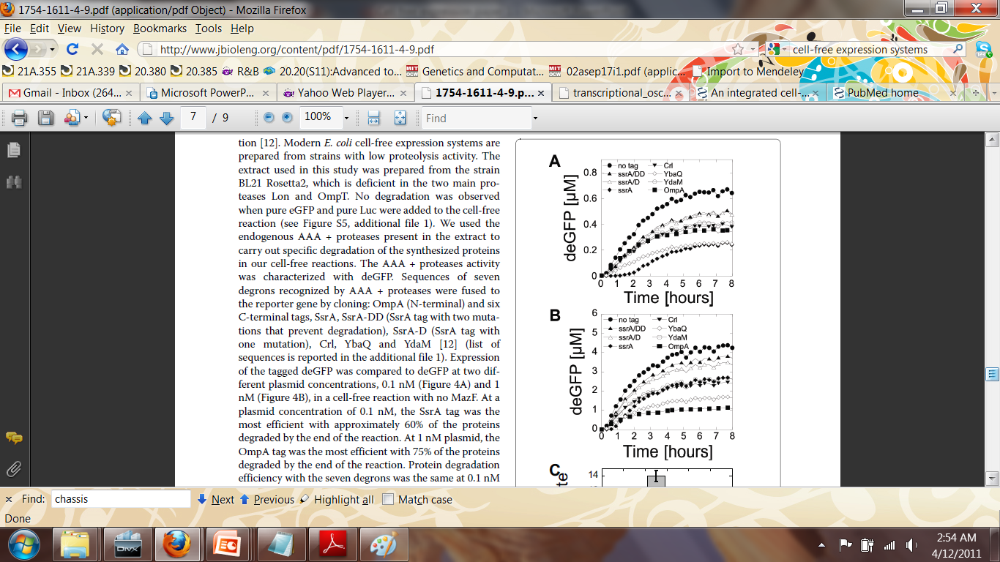 1754-1611-4-9.pdf (application/pdf Object) - Mozilla Firefox
File Edit View History Bookmarks Tools Help
http://www.jbioleng.org/content/pdf/1754-1611-4-9.pdf
cell-free expression systems
21A.355 21A.339 20.380 20.385 R&B 20.20(S11):Advanced to... Genetics and Computat... 02asep17i1.pdf (applic... Import to Mendeley
Gmail - Inbox (264... Microsoft PowerP... Yahoo Web Player... 1754-1611-4-9.p... transcriptional_osc... An integrated cell-... PubMed home
7 / 9 100% Find
tion [12]. Modern E. coli cell-free expression systems are
prepared from strains with low proteolysis activity. The
extract used in this study was prepared from the strain
BL21 Rosetta2, which is deficient in the two main pro-
teases Lon and OmpT. No degradation was observed
when pure eGFP and pure Luc were added to the cell-free
reaction (see Figure S5, additional file 1). We used the
endogenous AAA + proteases present in the extract to
carry out specific degradation of the synthesized proteins
in our cell-free reactions. The AAA + proteases activity
was characterized with deGFP. Sequences of seven
degrons recognized by AAA + proteases were fused to
the reporter gene by cloning: OmpA (N-terminal) and six
C-terminal tags, SsrA, SsrA-DD (SsrA tag with two muta-
tions that prevent degradation), SsrA-D (SsrA tag with
one mutation), Crl, YbaQ and YdaM [12] (list of
sequences is reported in the additional file 1). Expression
of the tagged deGFP was compared to deGFP at two dif-
ferent plasmid concentrations, 0.1 nM (Figure 4A) and 1
nM (Figure 4B), in a cell-free reaction with no MazF. At a
plasmid concentration of 0.1 nM, the SsrA tag was the
most efficient with approximately 60% of the proteins
degraded by the end of the reaction. At 1 nM plasmid, the
OmpA tag was the most efficient with 75% of the proteins
degraded by the end of the reaction. Protein degradation
efficiency with the seven degrons was the same at 0.1 nM
A
deGFP [µM]
0.8
0.6
0.4
0.2
0
no tag Crl
ssrA/DD YbaQ
ssrA/D YdaM
ssrA OmpA
0 1 2 3 4 5 6 7 8
Time [hours]
B
deGFP [µM]
6
5
4
3
2
1
0
no tag Crl
ssrA/DD YbaQ
ssrA/D YdaM
ssrA OmpA
0 1 2 3 4 5 6 7 8
Time [hours]
C
14
Find: chassis Next Previous Highlight all Match case
Done
DIVX
2:54 AM
4/12/2011